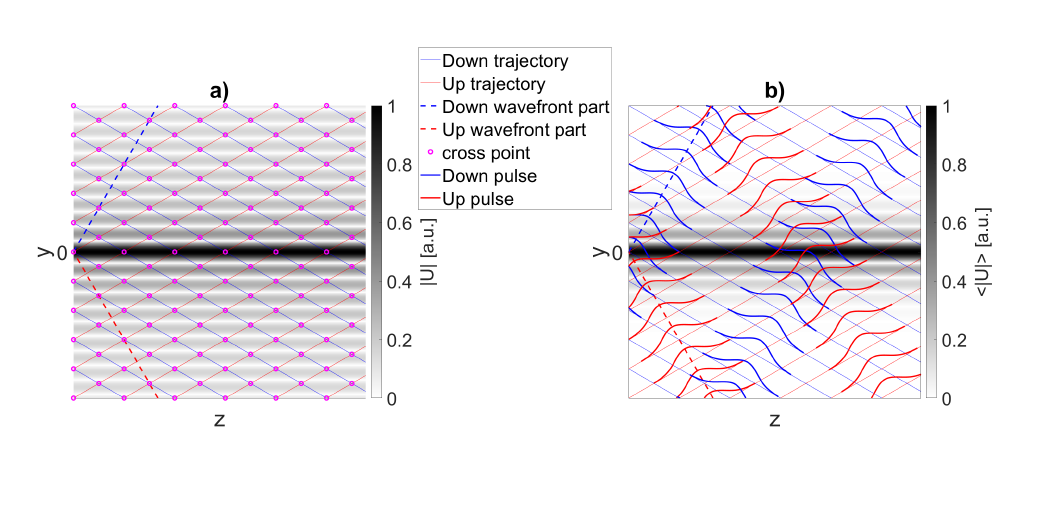 a)
y
0
z
1
0.8
0.6
0.4
0.2
0
|U| [a.u.]
Down trajectory
Up trajectory
Down wavefront part
Up wavefront part
cross point
Down pulse
Up pulse
b)
y
0
z
1
0.8
0.6
0.4
0.2
0
<|U|> [a.u.]